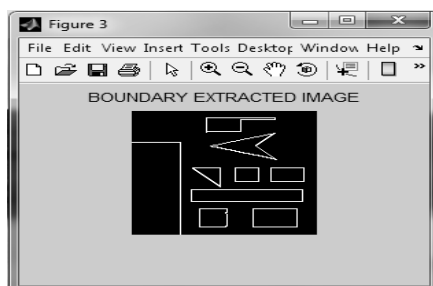 Figure 3
File Edit View Insert Tools Desktop Window Help
BOUNDARY EXTRACTED IMAGE